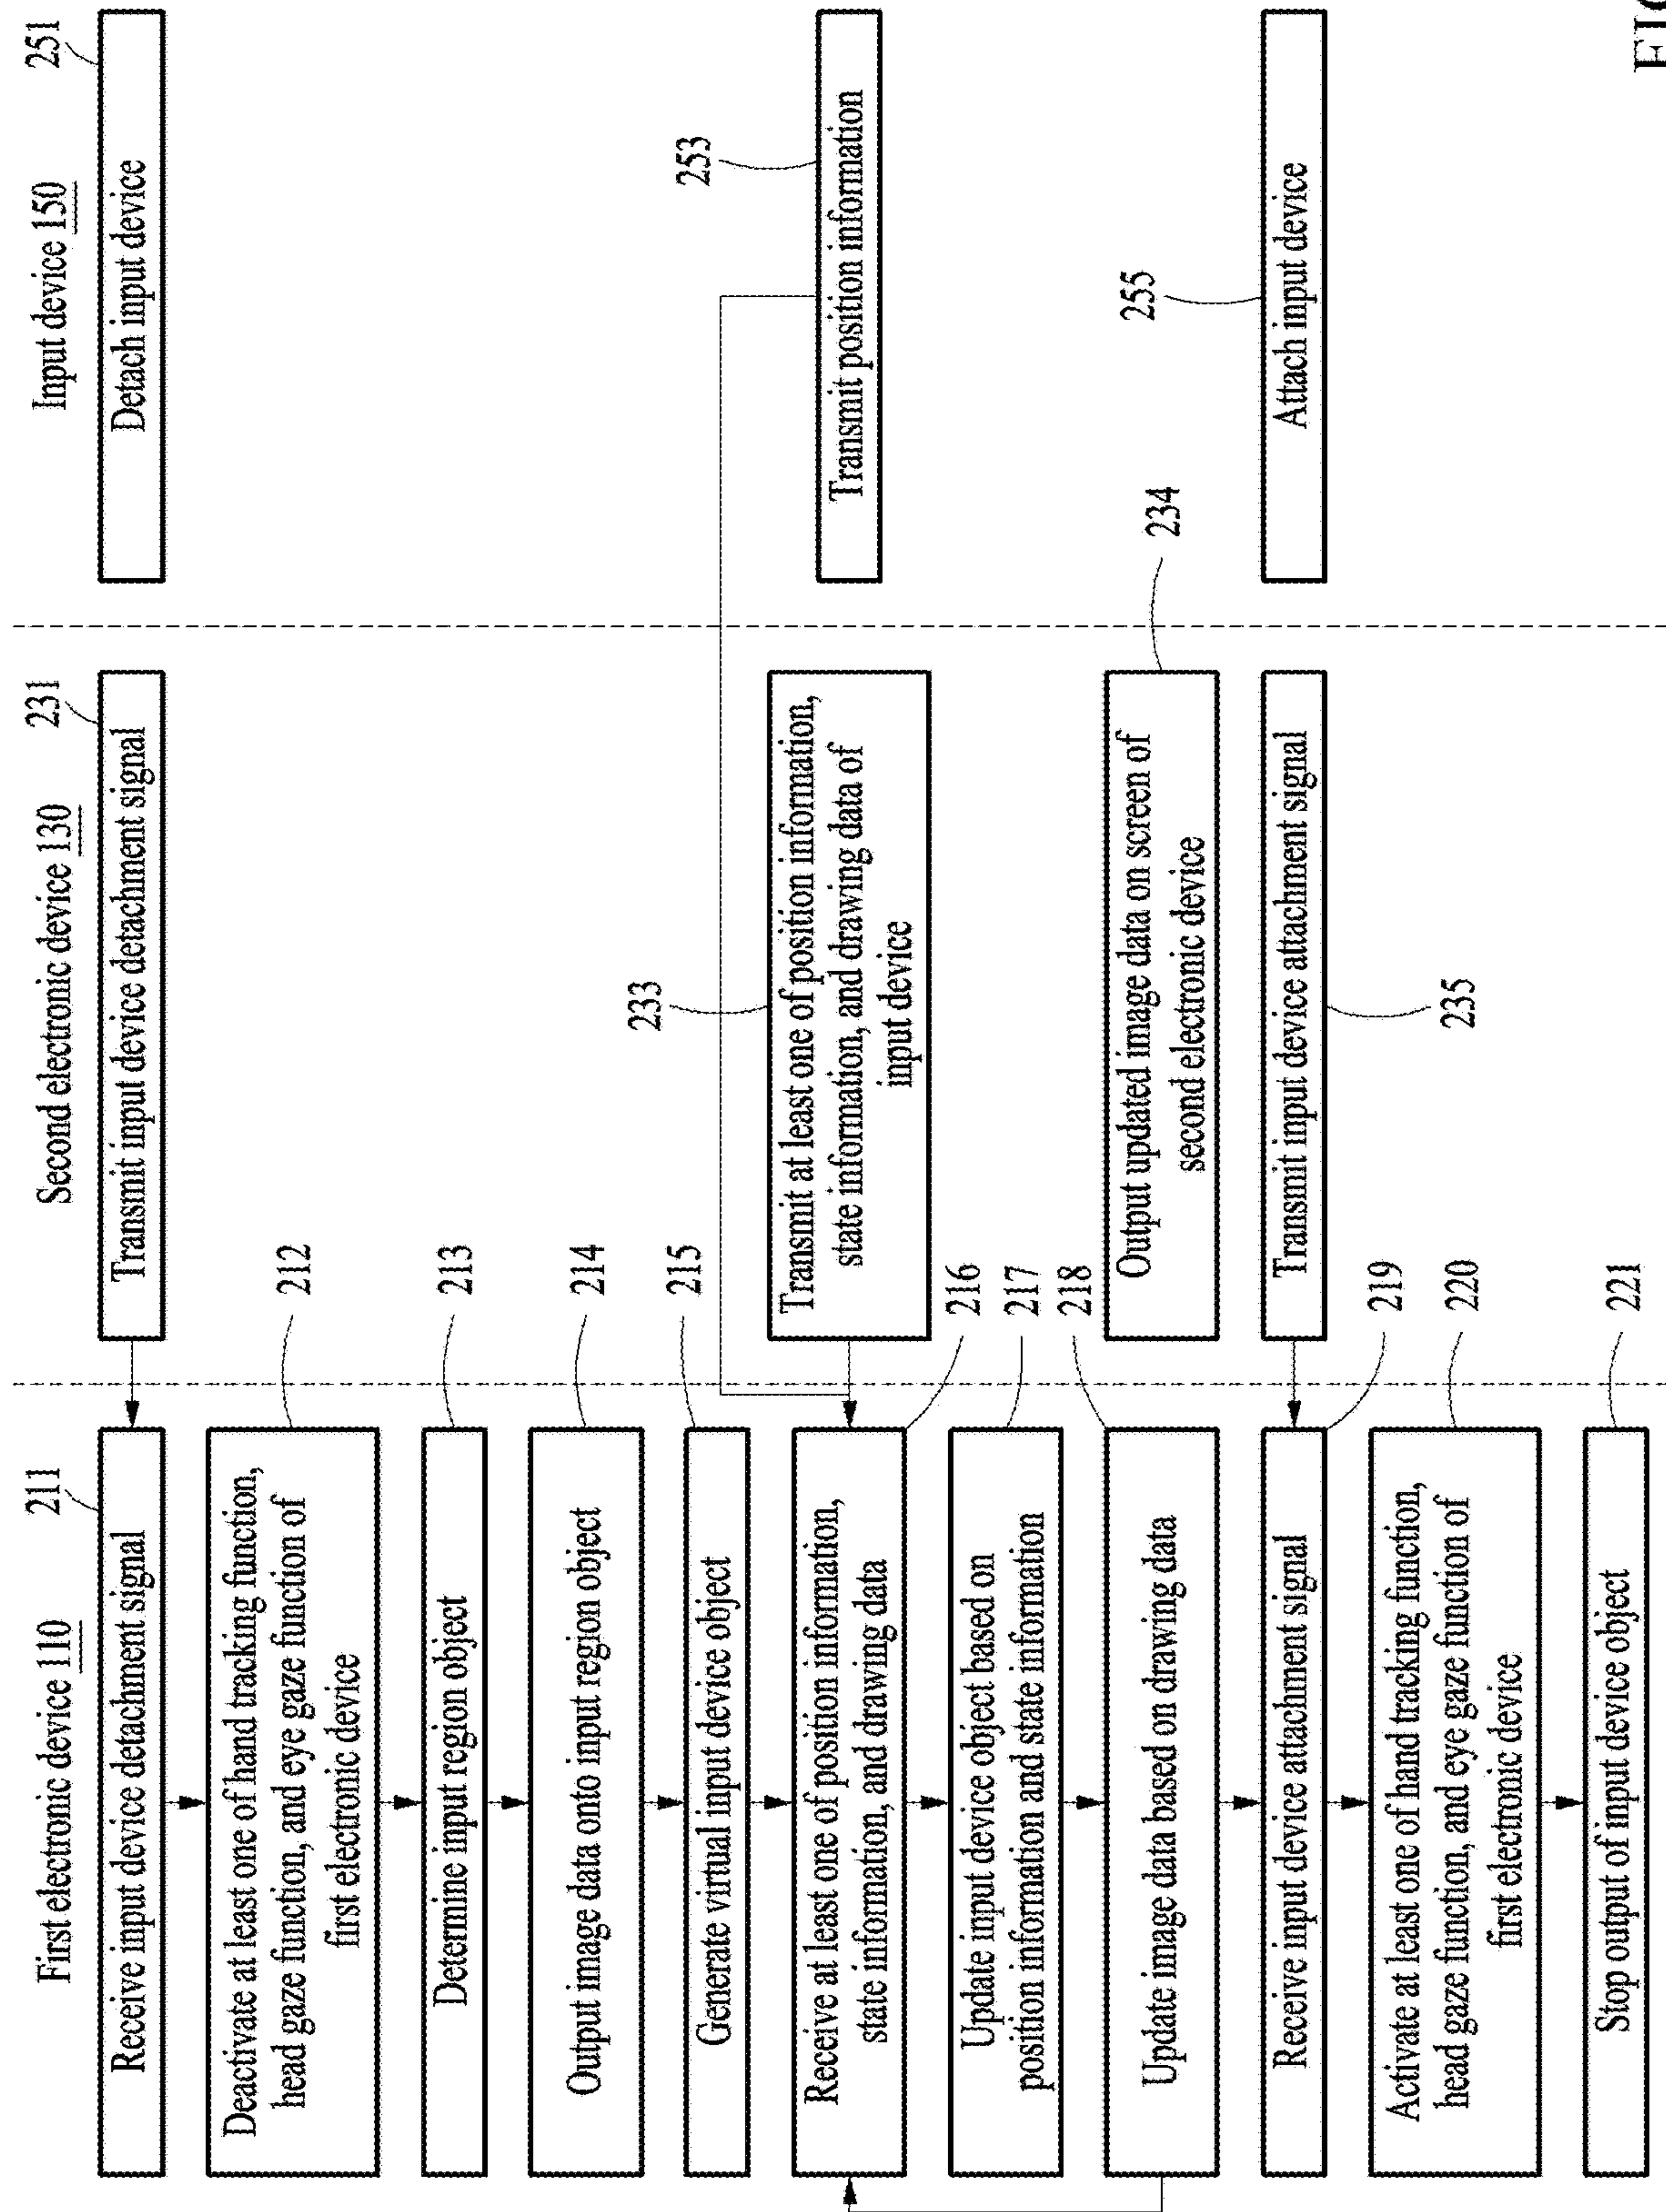 First electronic device 110
211
Receive input device detachment signal
Deactivate at least one of hand tracking function,
head gaze function, and eye gaze function of
first electronic device
212
Determine input region object
213
Output image data onto input region object
214
Generate virtual input device object
215
Receive at least one of position information,
state information, and drawing data
216
Update input device object based on
position information and state information
217
Update image data based on drawing data
218
Receive input device attachment signal
219
Activate at least one of hand tracking function,
head gaze function, and eye gaze function of
first electronic device
220
Stop output of input device object
221
Second electronic device 130
231
Transmit input device detachment signal
233
Transmit at least one of position information,
state information, and drawing data of
input device
Output updated image data on screen of
second electronic device
234
Transmit input device attachment signal
235
Input device 150
251
Detach input device
253
Transmit position information
255
Attach input device